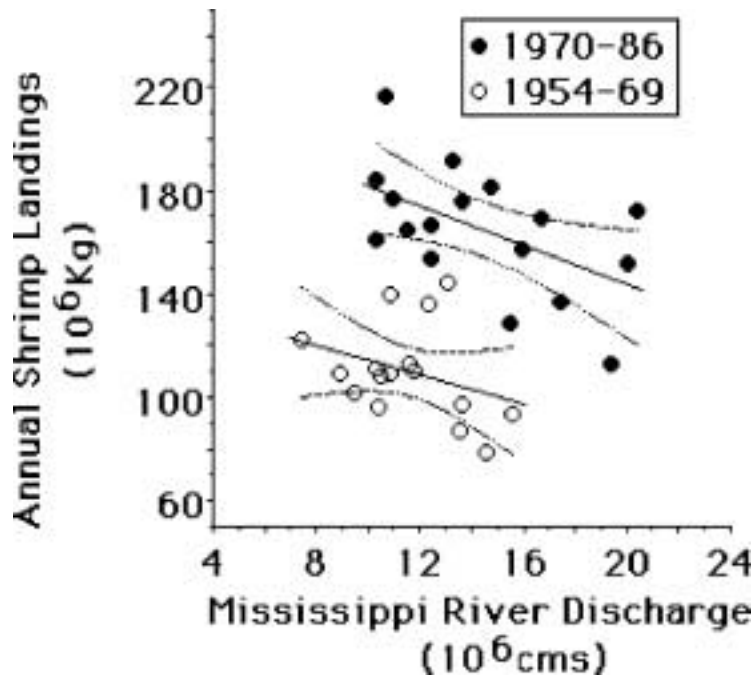 1970-86
1954-69
Annual Shrimp Landings
(10⁶Kg)
220
180
140
100
60
4 8 12 16 20 24
Mississippi River Discharge
(10⁶cms)